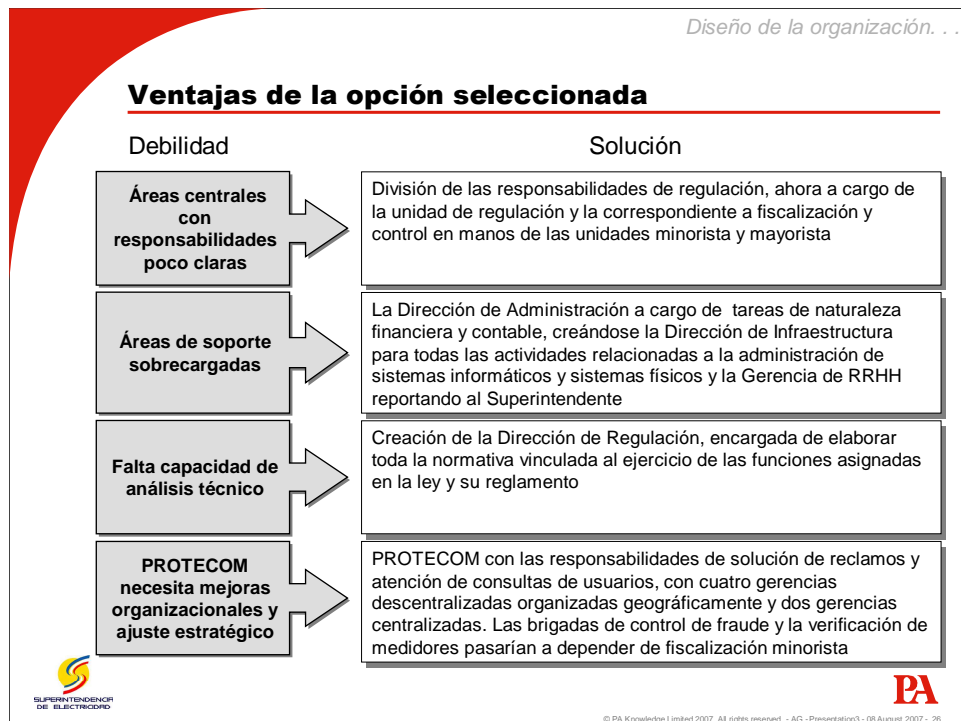 Diseño de la organización. . .
Ventajas de la opción seleccionada
Debilidad
Solución
Áreas centrales
con
responsabilidades
poco claras
División de las responsabilidades de regulación, ahora a cargo de
la unidad de regulación y la correspondiente a fiscalización y
control en manos de las unidades minorista y mayorista
Áreas de soporte
sobrecargadas
La Dirección de Administración a cargo de tareas de naturaleza
financiera y contable, creándose la Dirección de Infraestructura
para todas las actividades relacionadas a la administración de
sistemas informáticos y sistemas físicos y la Gerencia de RRHH
reportando al Superintendente
Falta capacidad de
análisis técnico
Creación de la Dirección de Regulación, encargada de elaborar
toda la normativa vinculada al ejercicio de las funciones asignadas
en la ley y su reglamento
PROTECOM
necesita mejoras
organizacionales y
ajuste estratégico
PROTECOM con las responsabilidades de solución de reclamos y
atención de consultas de usuarios, con cuatro gerencias
descentralizadas organizadas geográficamente y dos gerencias
centralizadas. Las brigadas de control de fraude y la verificación de
medidores pasarían a depender de fiscalización minorista
SUPERINTENDENCIA
DE ELECTRICIDAD
PA
© PA Knowledge Limited 2007. All rights reserved. - AG -Presentation3 - 08 August 2007 - 26